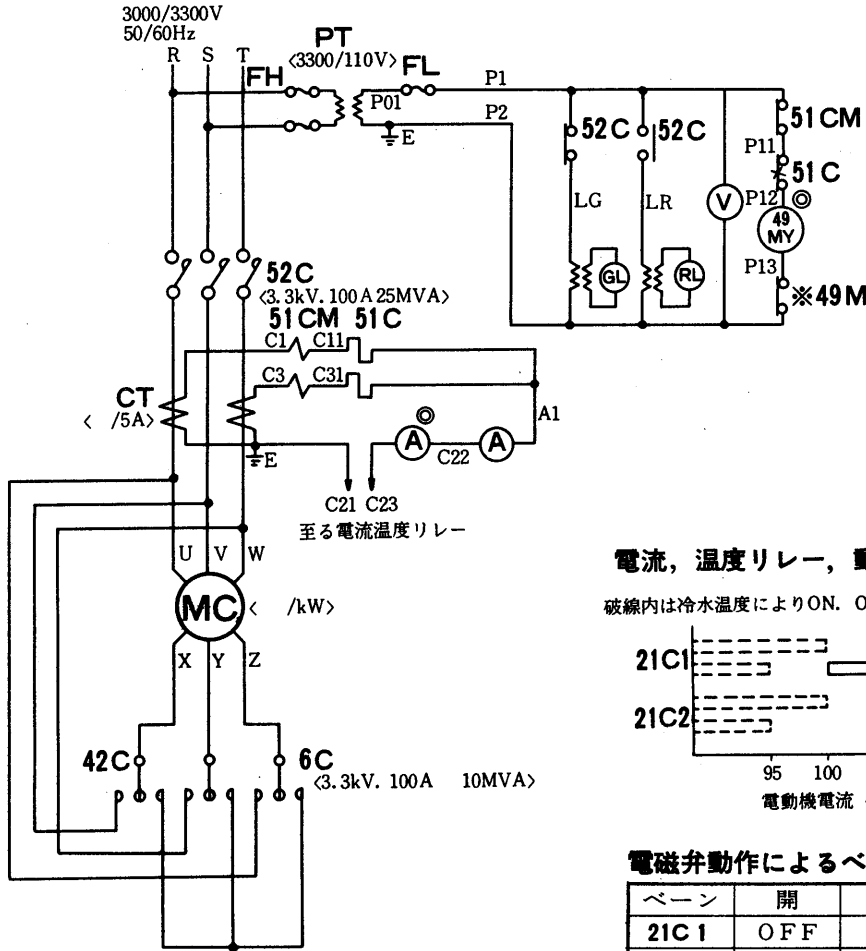 3000/3300V
50/60Hz
R S T
PT
〈3300/110V〉
FH
FL
P01
P1
P2
E
52C
52C
51CM
P11
51C
P12
◎
LG
LR
V
49
MY
GL
RL
P13
※49M
52C
〈3.3kV. 100A 25MVA〉
51CM 51C
C1 C11
C3 C31
CT
〈 /5A〉
A1
◎
A
C22
A
E
C21 C23
至る電流温度リレー
U V W
MC
〈 /kW〉
X Y Z
42C
6C
〈3.3kV. 100A 10MVA〉
電流，温度リレー，
破線内は冷水温度によりON.
21C1
21C2
95 100
電動機電流
電磁弁動作によるベ
ベーン 開
21C 1 OFF